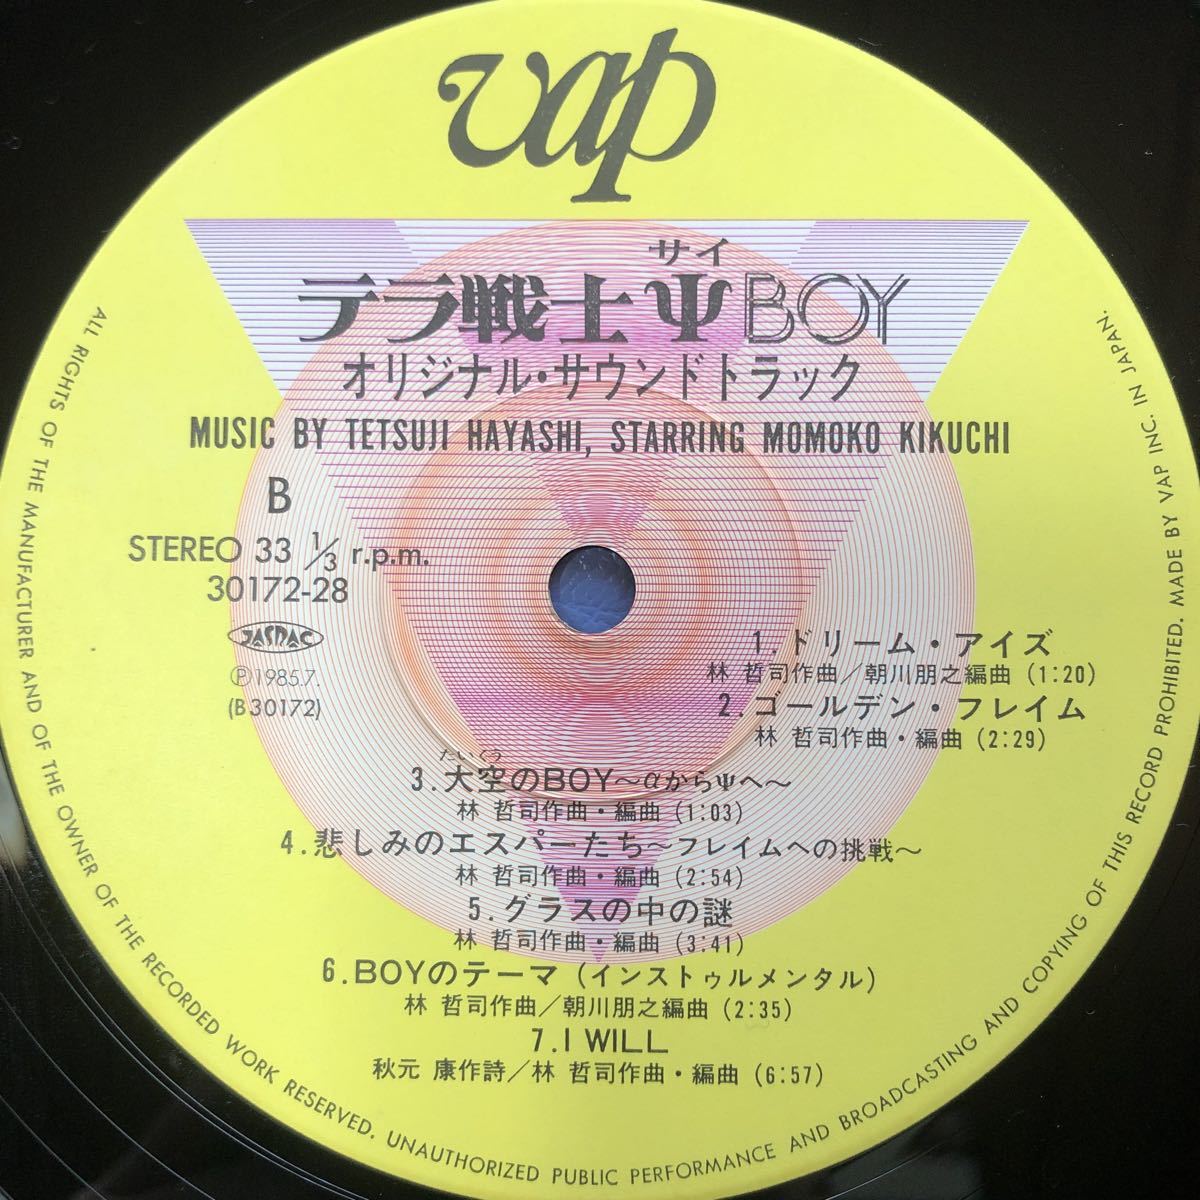 vap
サイ
テラ戦士ΨBOY
オリジナル・サウンドトラック
MUSIC BY TETSUJI HAYASHI, STARRING MOMOKO KIKUCHI
B
STEREO 33 1/3 r.p.m.
30172-28
JASRAC
Ⓟ1985.7.
(B30172)
1.ドリーム・アイズ
林 哲司作曲／朝川朋之編曲 (1:20)
2.ゴールデン・フレイム
林 哲司作曲・編曲 (2:29)
たいくう
3.大空のBOY〜αからΨへ〜
林 哲司作曲・編曲 (1:03)
4.悲しみのエスパーたち〜フレイムへの挑戦〜
林 哲司作曲・編曲 (2:54)
5.グラスの中の謎
林 哲司作曲・編曲 (3:41)
6.BOYのテーマ (インストゥルメンタル)
林 哲司作曲／朝川朋之編曲 (2:35)
7.I WILL
秋元 康作詩／林 哲司作曲・編曲 (6:57)
ALL RIGHTS OF THE MANUFACTURER AND OF THE OWNER OF THE RECORDED WORK RESERVED. UNAUTHORIZED PUBLIC PERFORMANCE AND BROADCASTING AND COPYING OF THIS RECORD PROHIBITED. MADE BY VAP INC. IN JAPAN.